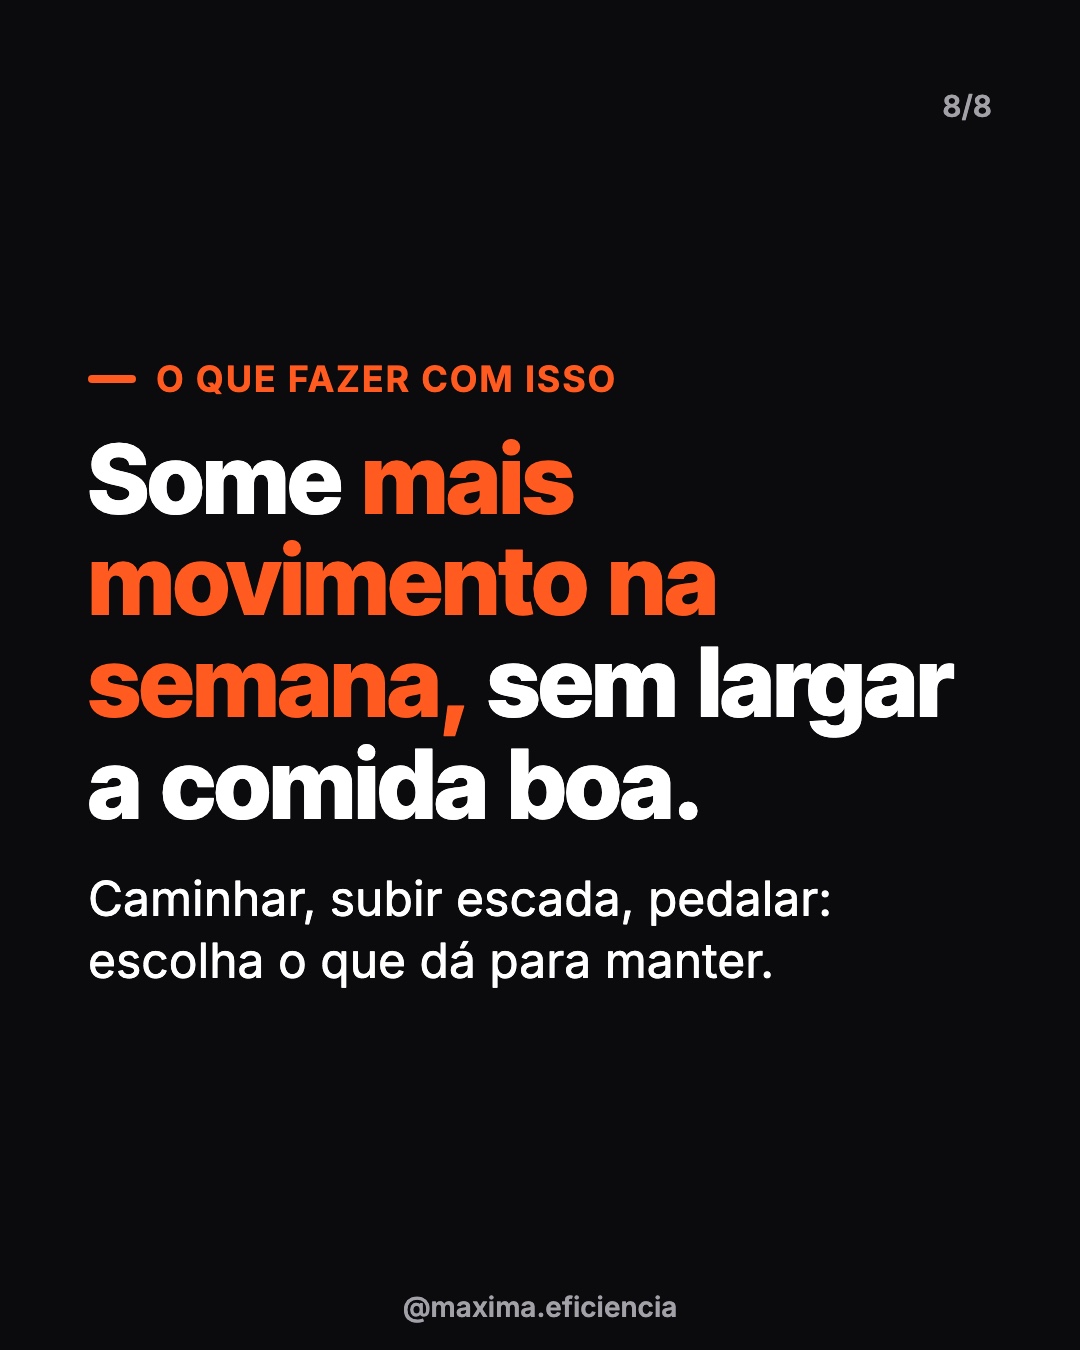 8/8
O QUE FAZER COM ISSO
Some mais
movimento na
semana, sem largar
a comida boa.
Caminhar, subir escada, pedalar:
escolha o que dá para manter.
@maxima.eficiencia